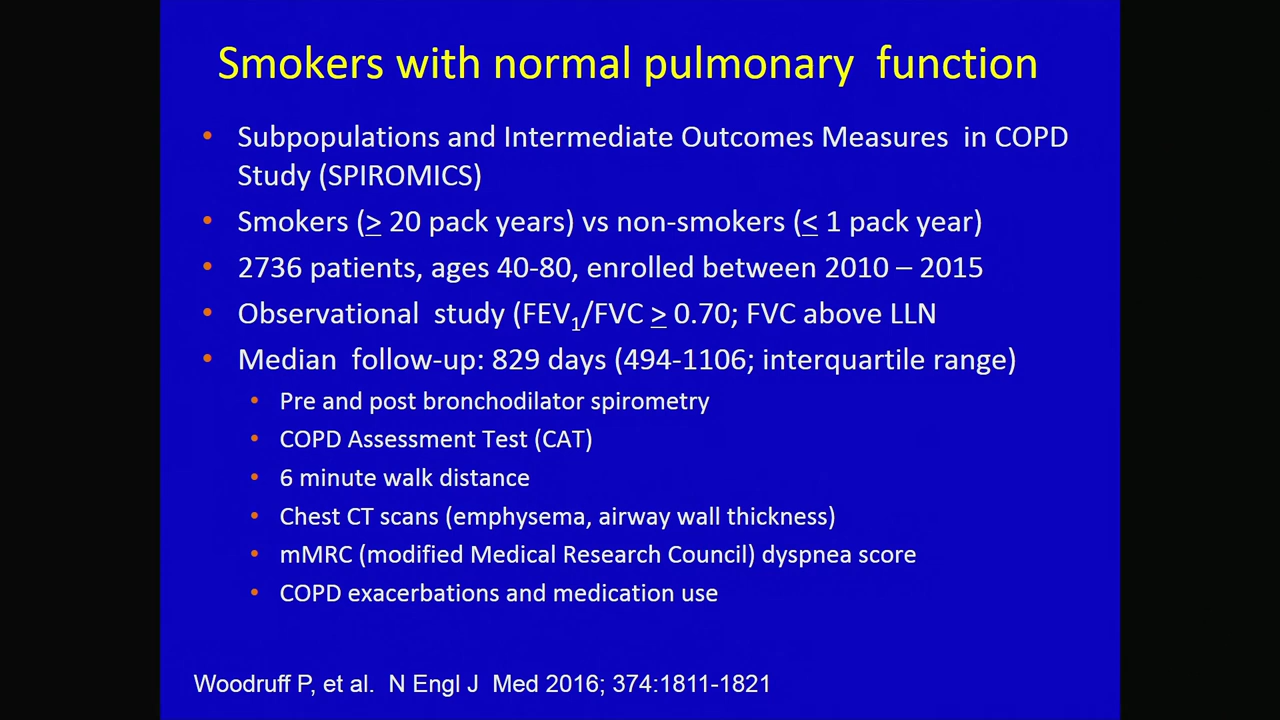 Smokers with normal pulmonary function
• Subpopulations and Intermediate Outcomes Measures in COPD
Study (SPIROMICS)
• Smokers (≥ 20 pack years) vs non-smokers (≤ 1 pack year)
• 2736 patients, ages 40-80, enrolled between 2010 – 2015
• Observational study (FEV₁/FVC ≥ 0.70; FVC above LLN
• Median follow-up: 829 days (494-1106; interquartile range)
• Pre and post bronchodilator spirometry
• COPD Assessment Test (CAT)
• 6 minute walk distance
• Chest CT scans (emphysema, airway wall thickness)
• mMRC (modified Medical Research Council) dyspnea score
• COPD exacerbations and medication use
Woodruff P, et al. N Engl J Med 2016; 374:1811-1821